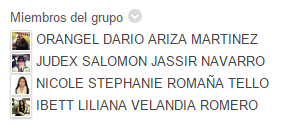 Miembros del grupo
ORANGEL DARIO ARIZA MARTINEZ
JUDEX SALOMON JASSIR NAVARRO
NICOLE STEPHANIE ROMAÑA TELLO
IBETT LILIANA VELANDIA ROMERO